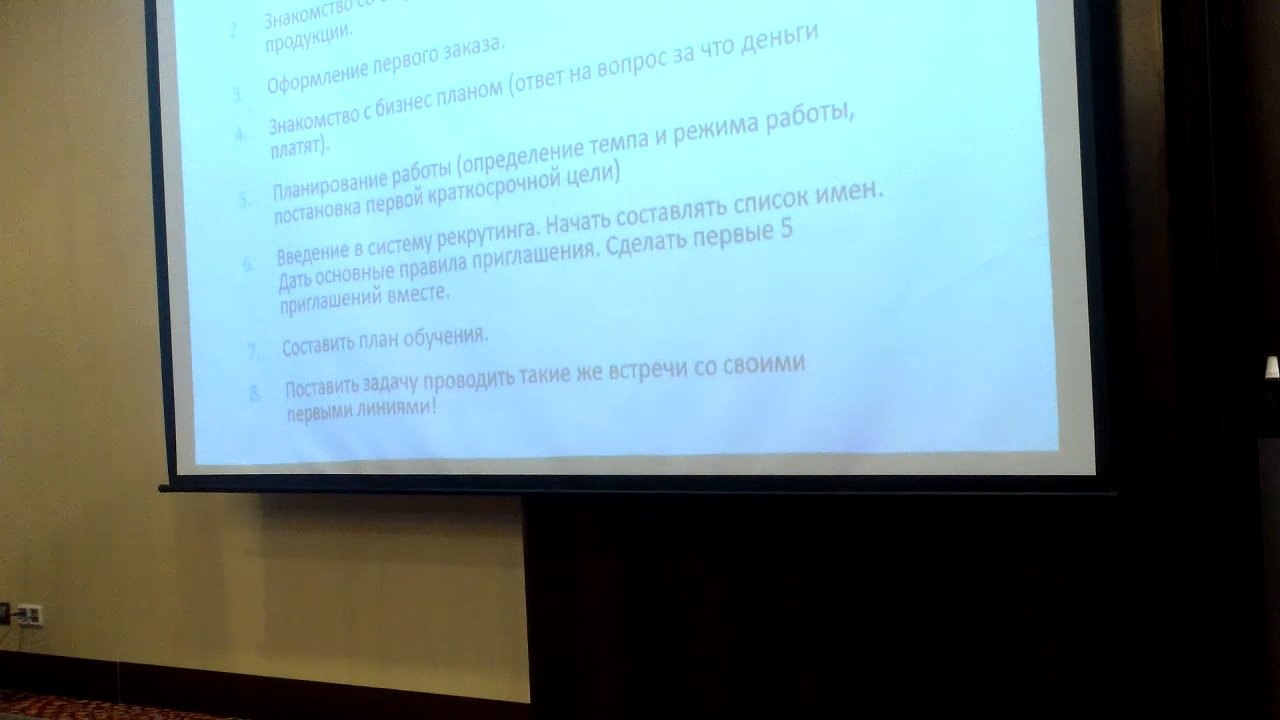 2. Знакомство со
продукции.
3. Оформление первого заказа.
4. Знакомство с бизнес планом (ответ на вопрос за что деньги
платят).
5. Планирование работы (определение темпа и режима работы,
постановка первой краткосрочной цели)
6. Введение в систему рекрутинга. Начать составлять список имен.
Дать основные правила приглашения. Сделать первые 5
приглашений вместе.
7. Составить план обучения.
8. Поставить задачу проводить такие же встречи со своими
первыми линиями!